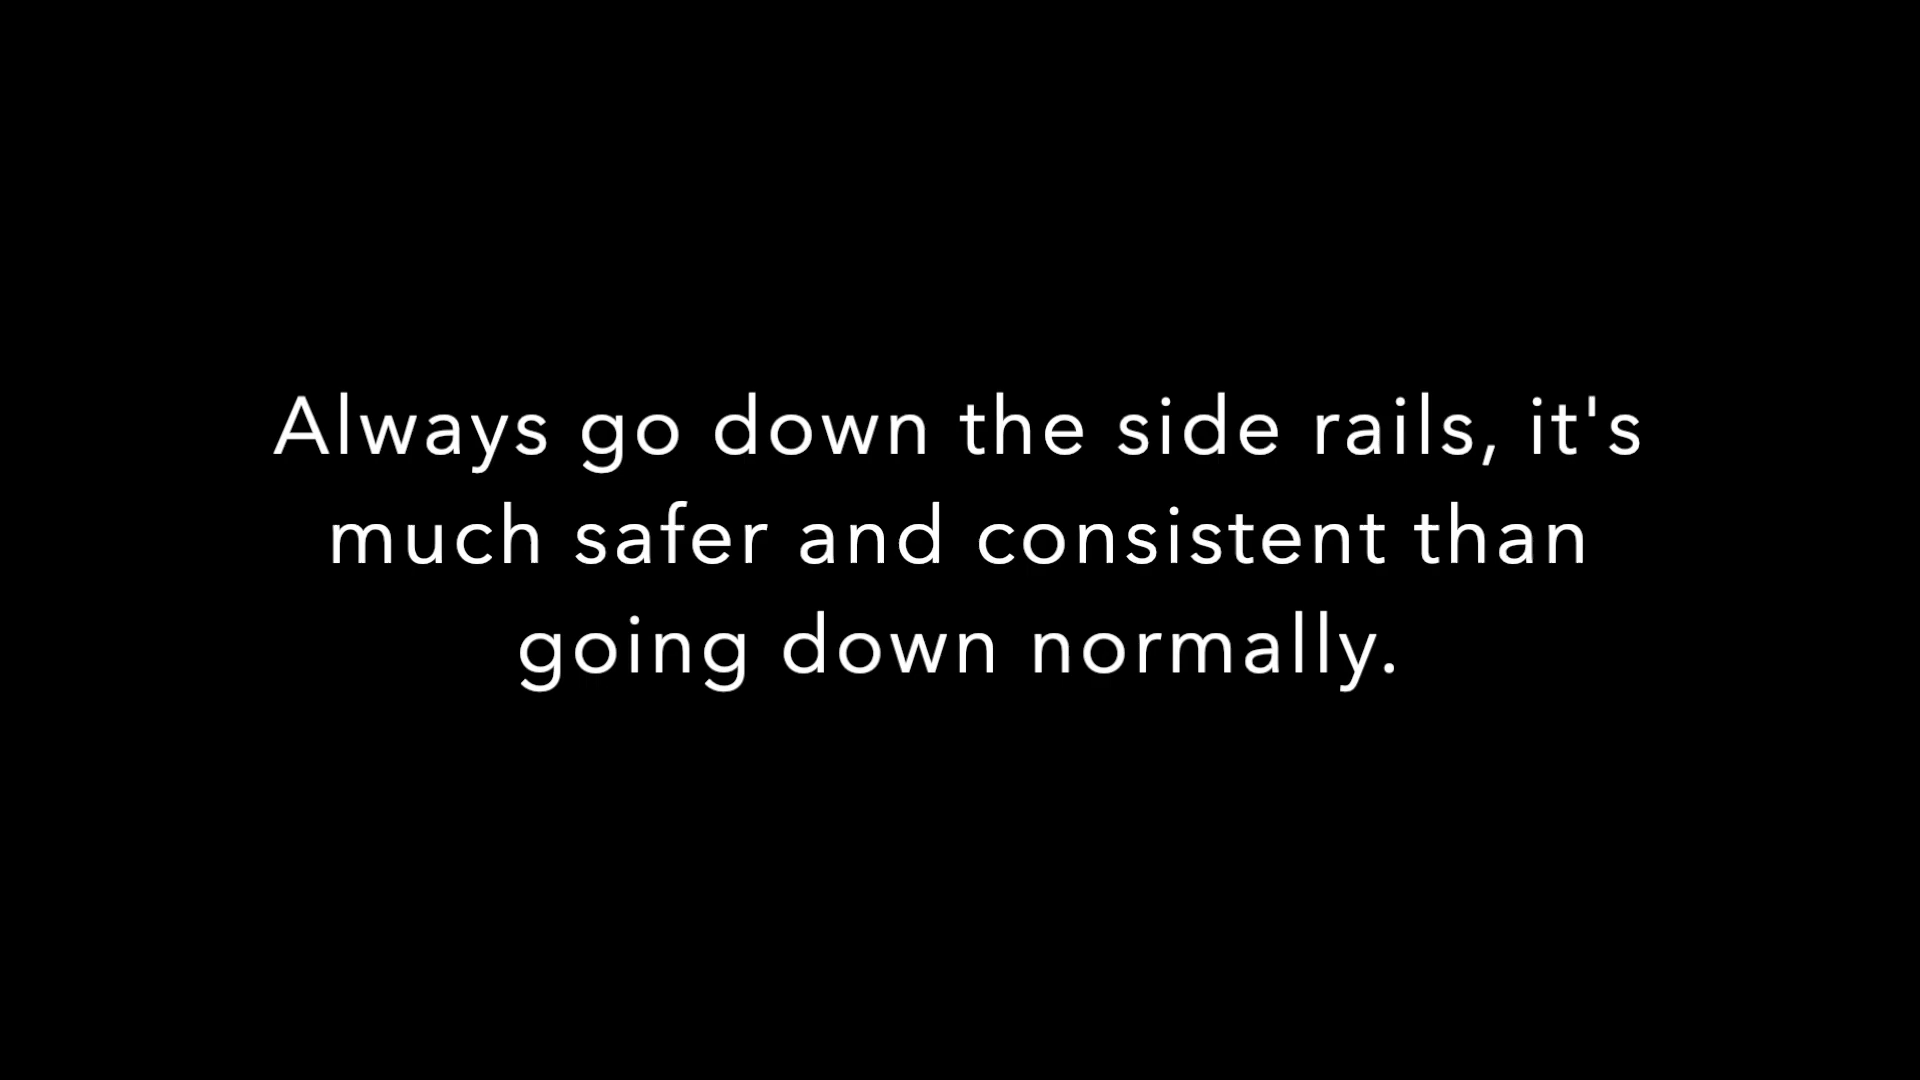 Always go down the side rails, it's
much safer and consistent than
going down normally.